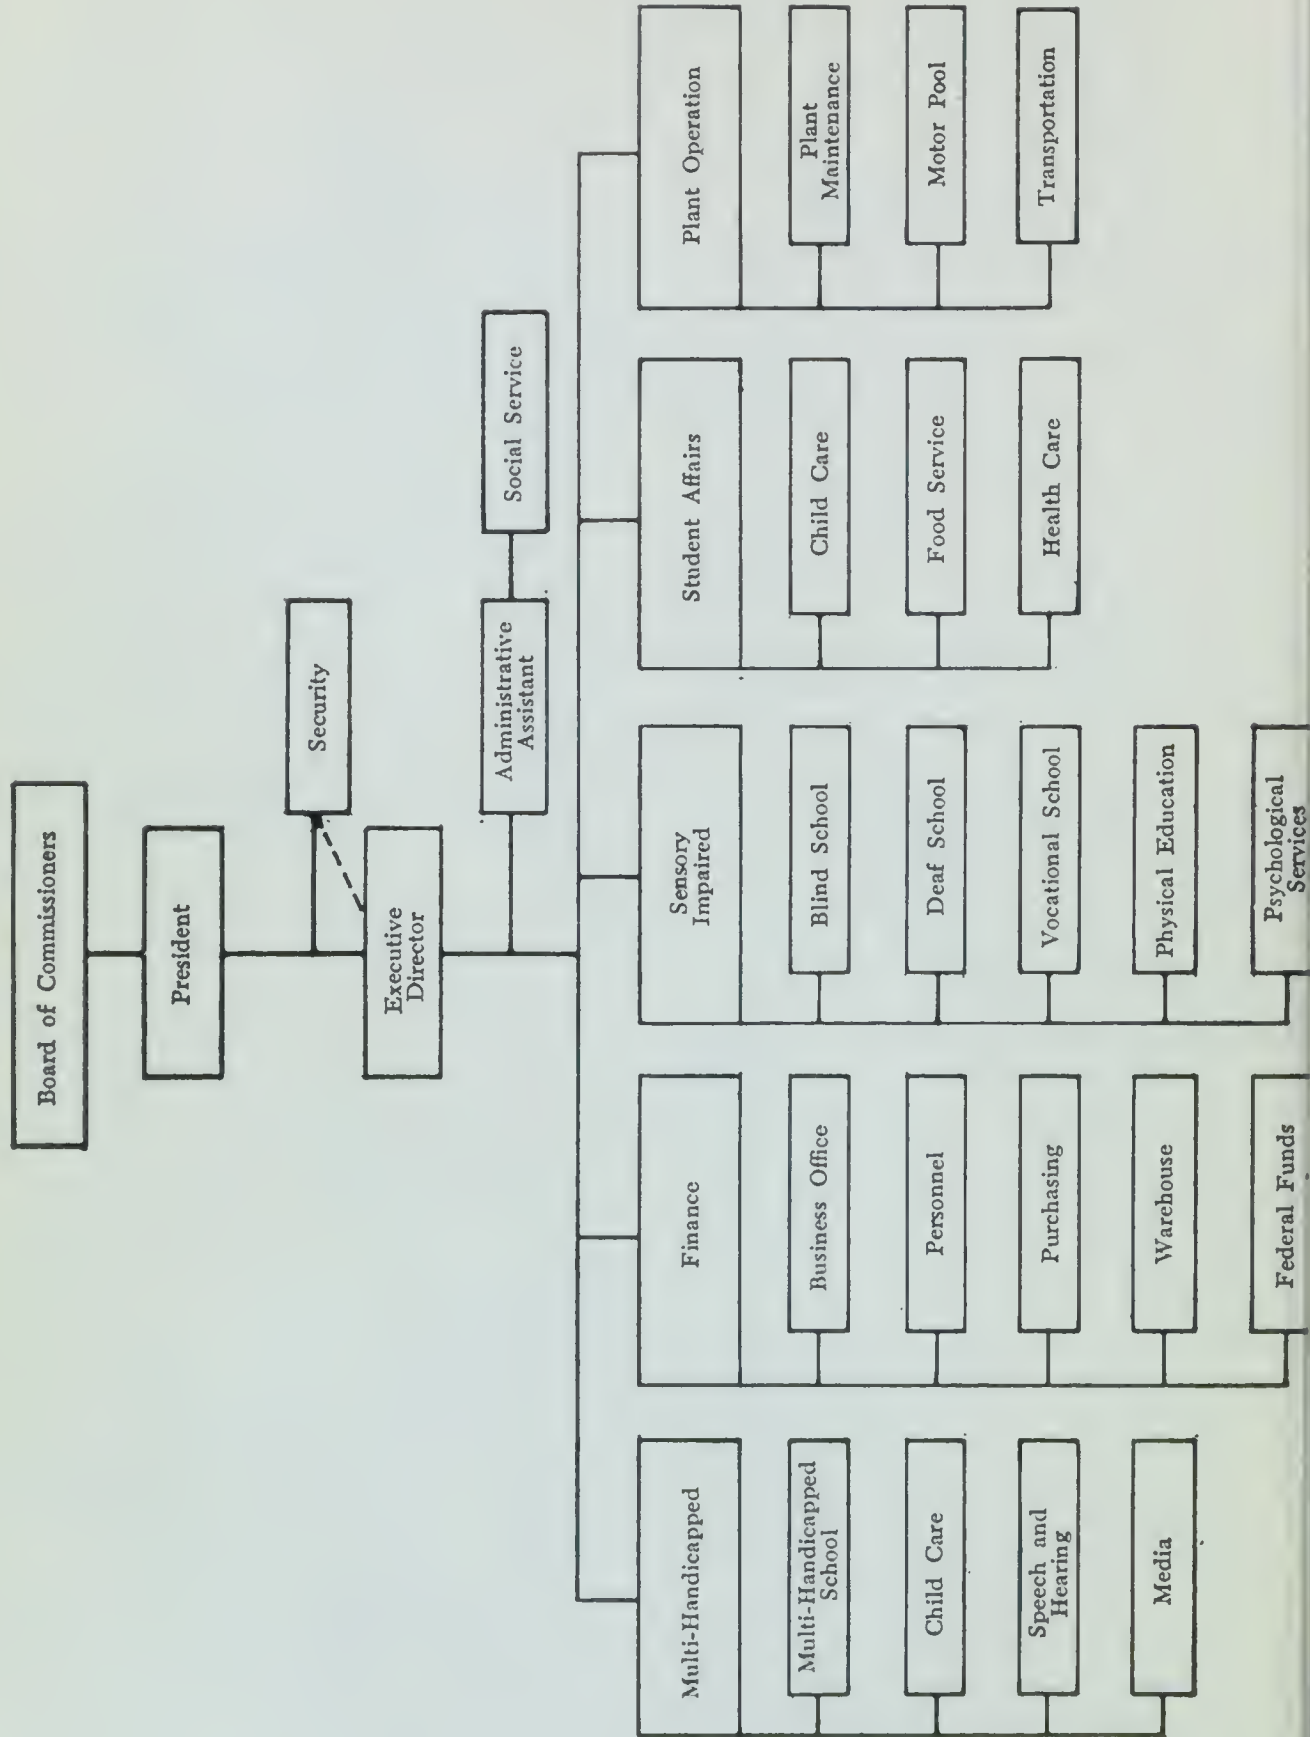 Board of Commissioners
President
Security
Executive
Director
Administrative
Assistant
Social Service
Multi-Handicapped
Multi-Handicapped
School
Child Care
Speech and
Hearing
Media
Finance
Business Office
Personnel
Purchasing
Warehouse
Federal Funds
Sensory
Impaired
Blind School
Deaf School
Vocational School
Physical Education
Psychological
Services
Student Affairs
Child Care
Food Service
Health Care
Plant Operation
Plant
Maintenance
Motor Pool
Transportation